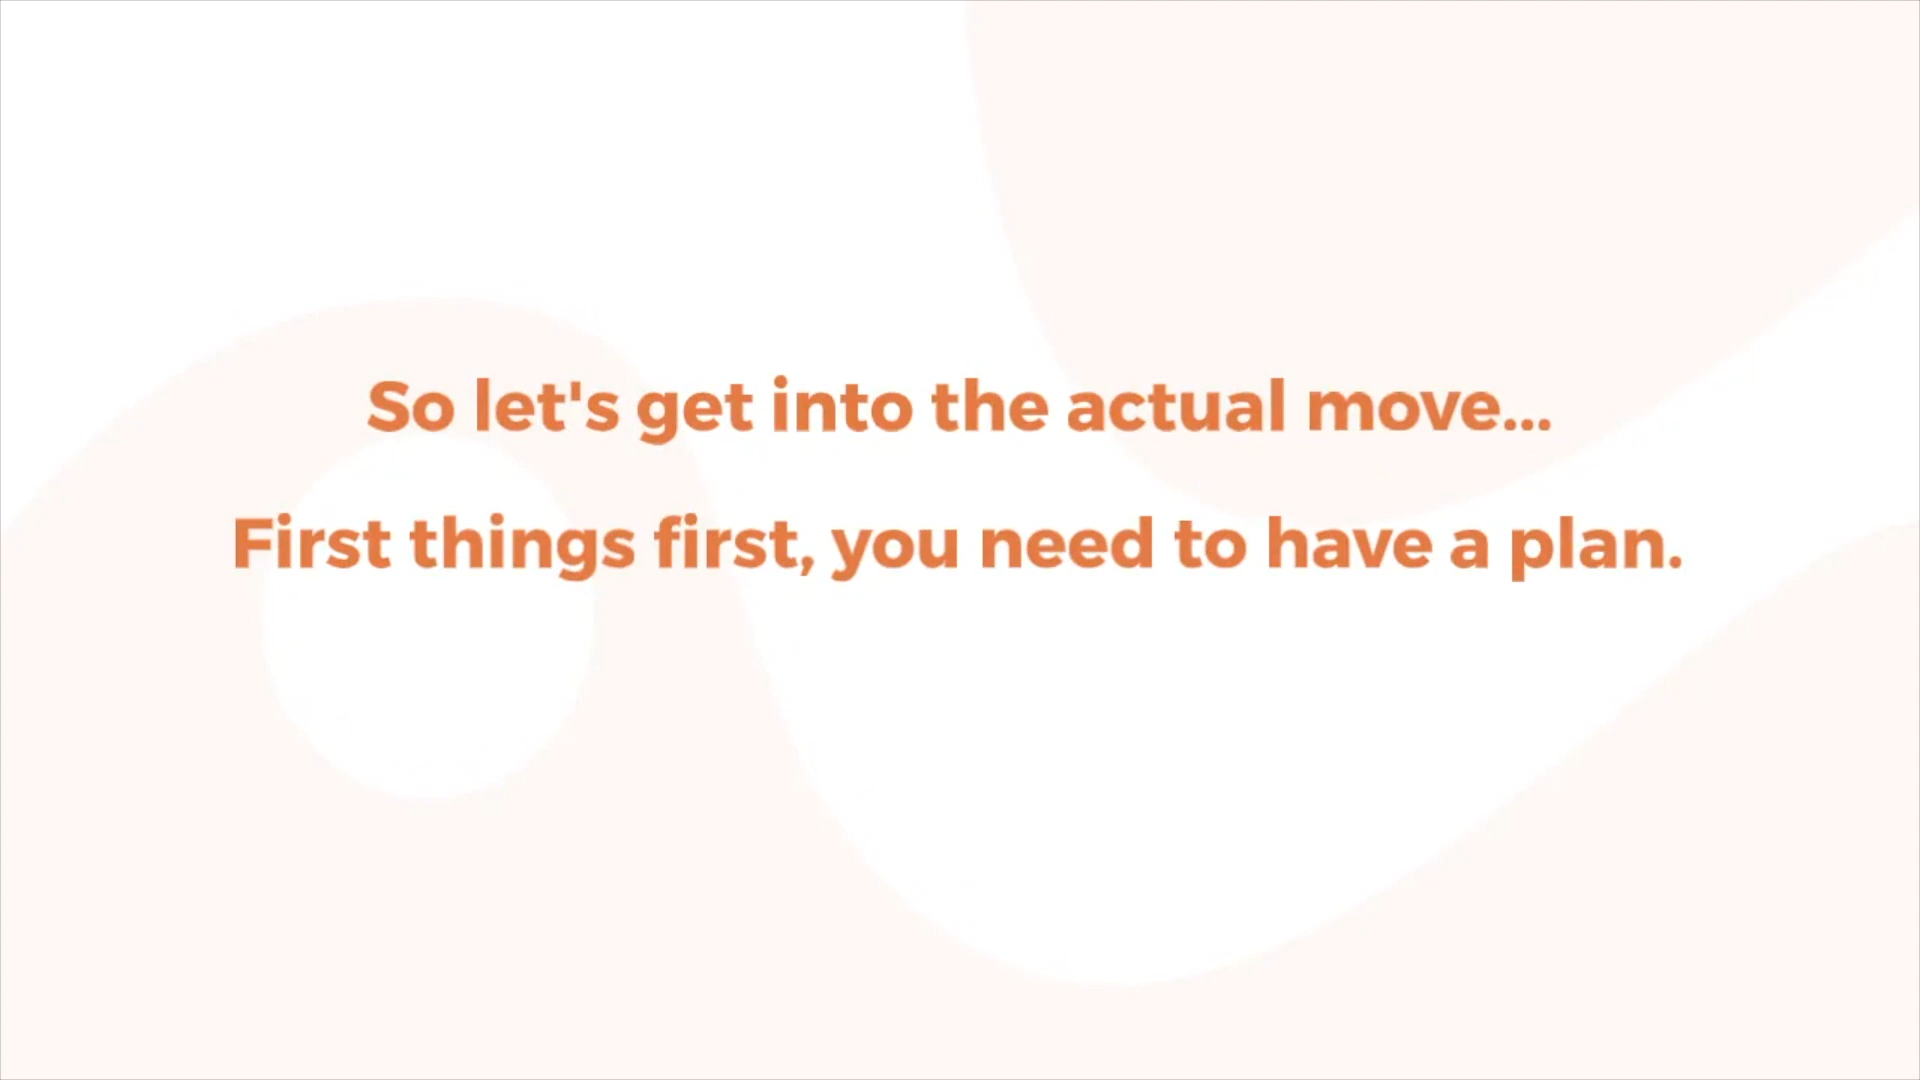 So let's get into the actual move...
First things first, you need to have a plan.